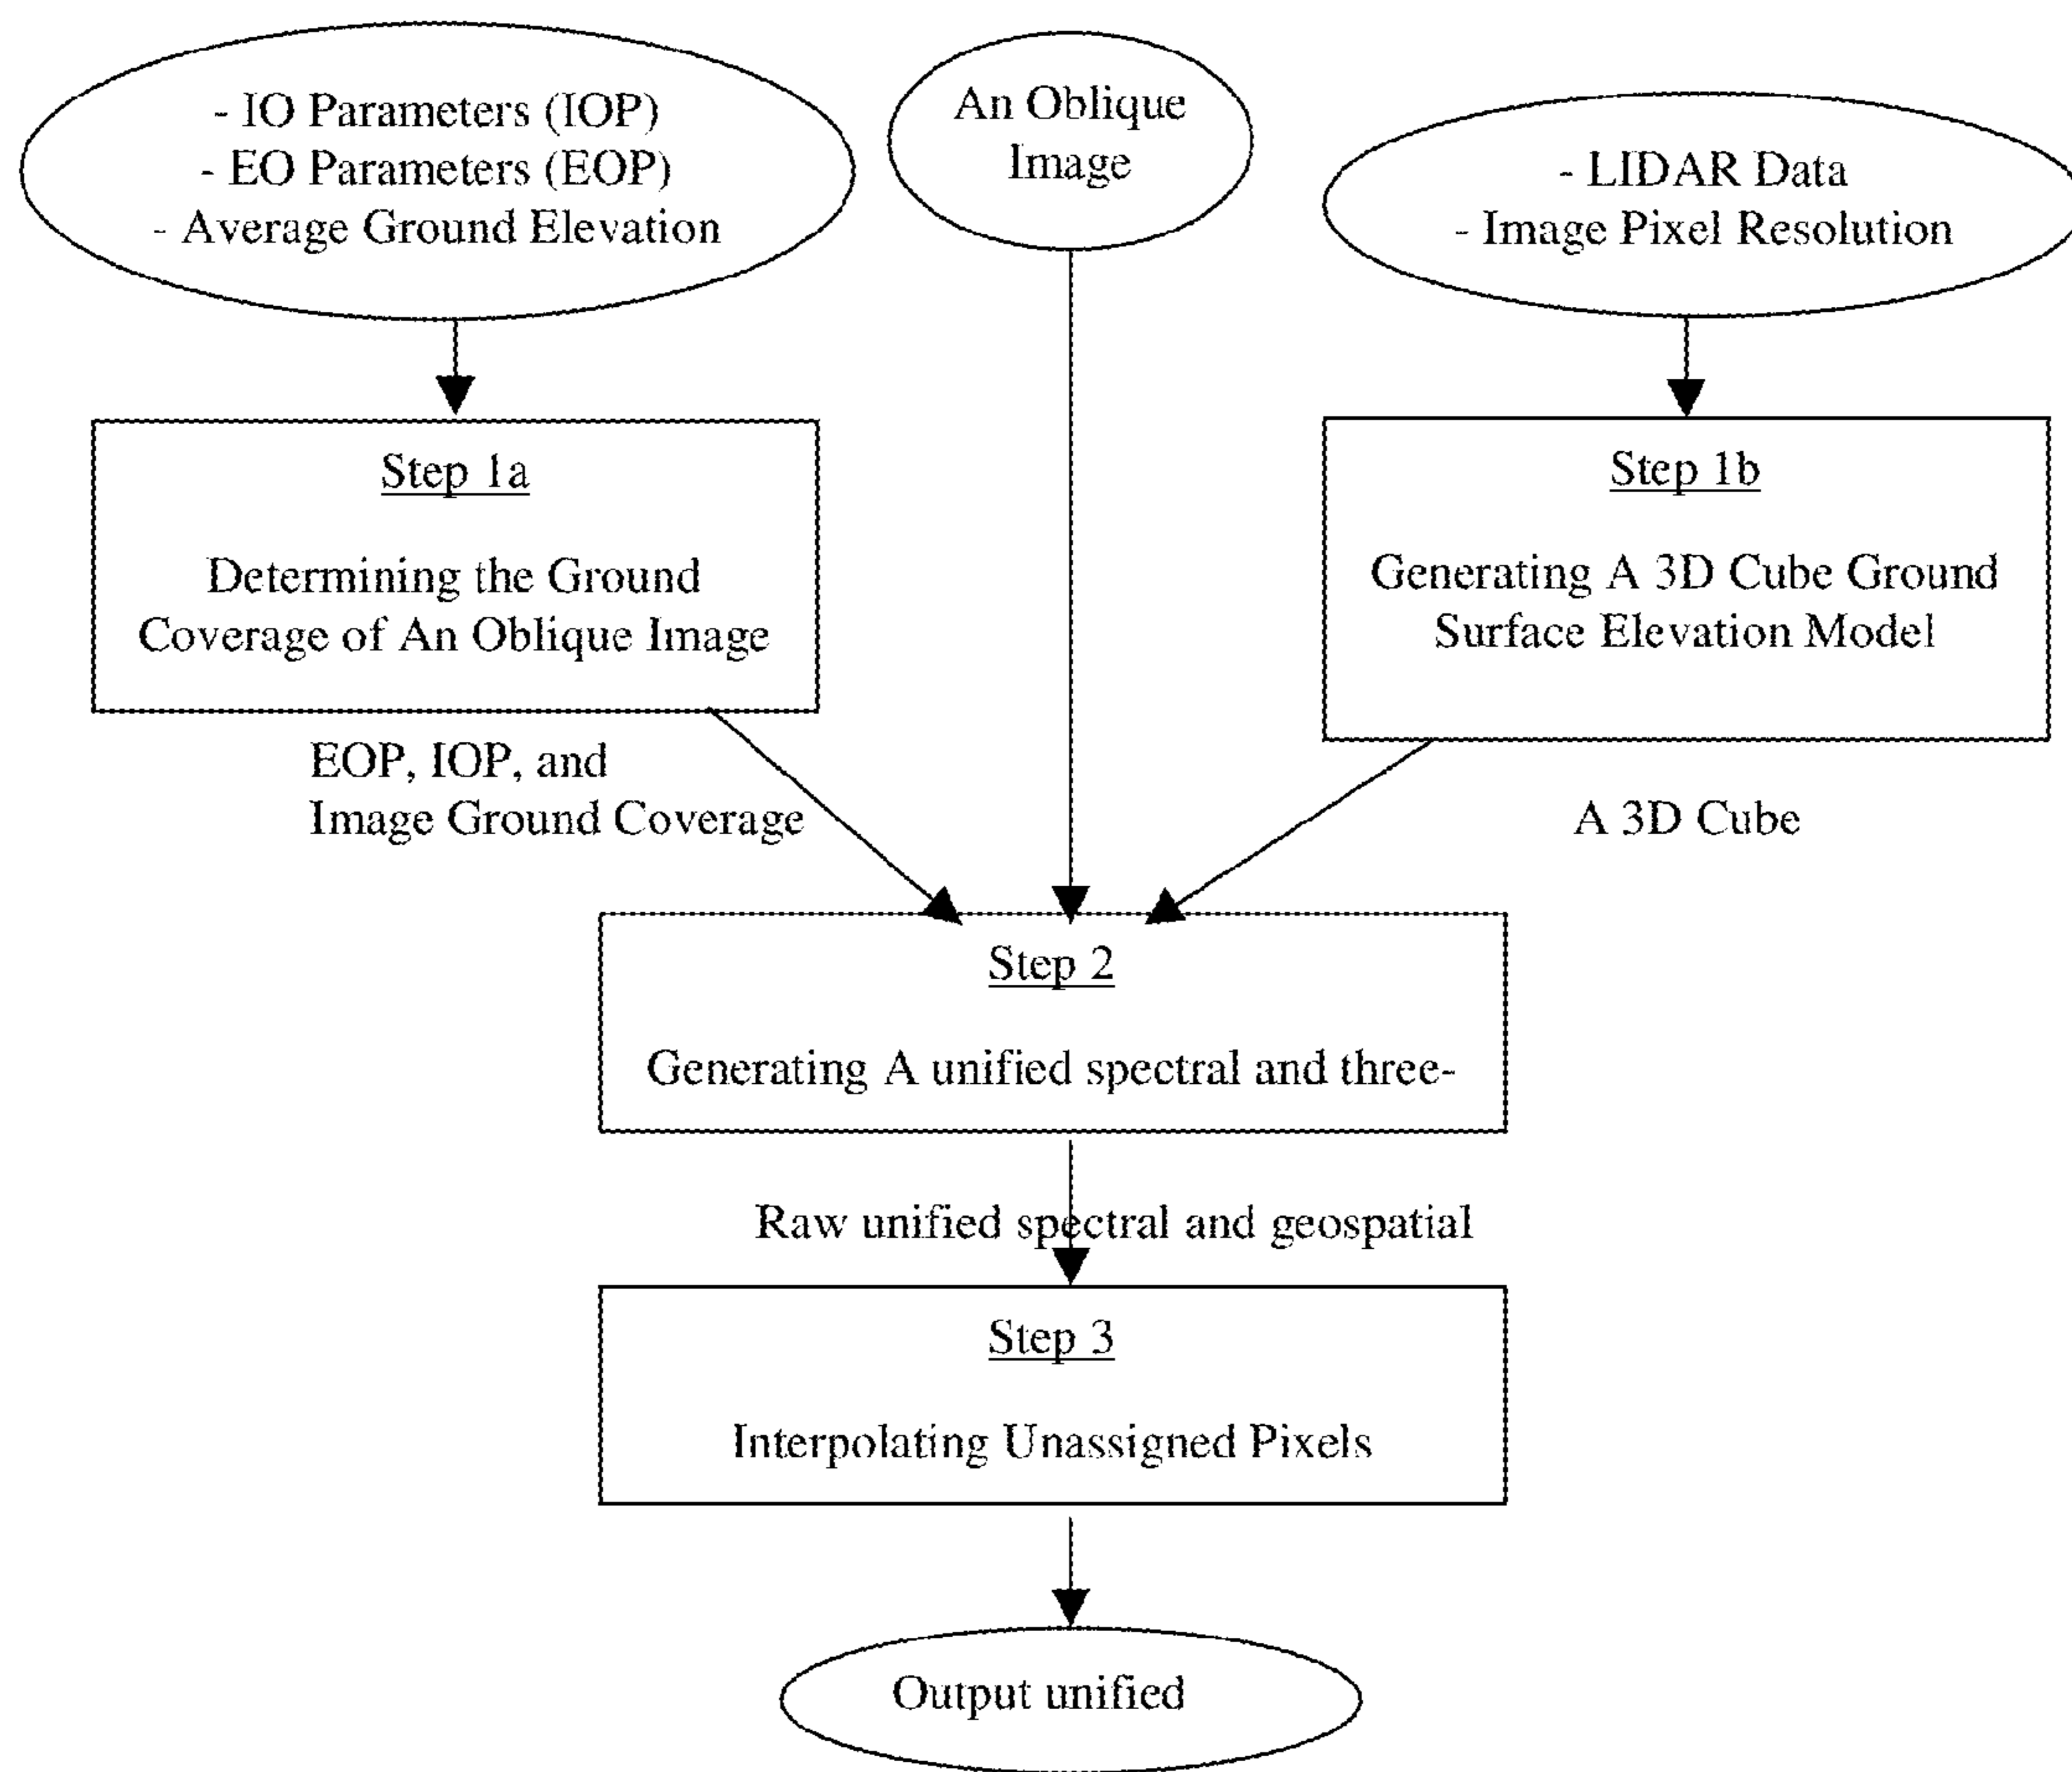 - IO Parameters (IOP)
- EO Parameters (EOP)
- Average Ground Elevation
An Oblique
Image
- LIDAR Data
- Image Pixel Resolution
Step 1a
Determining the Ground
Coverage of An Oblique Image
Step 1b
Generating A 3D Cube Ground
Surface Elevation Model
EOP, IOP, and
Image Ground Coverage
A 3D Cube
Step 2
Generating A unified spectral and three-
Raw unified spectral and geospatial
Step 3
Interpolating Unassigned Pixels
Output unified